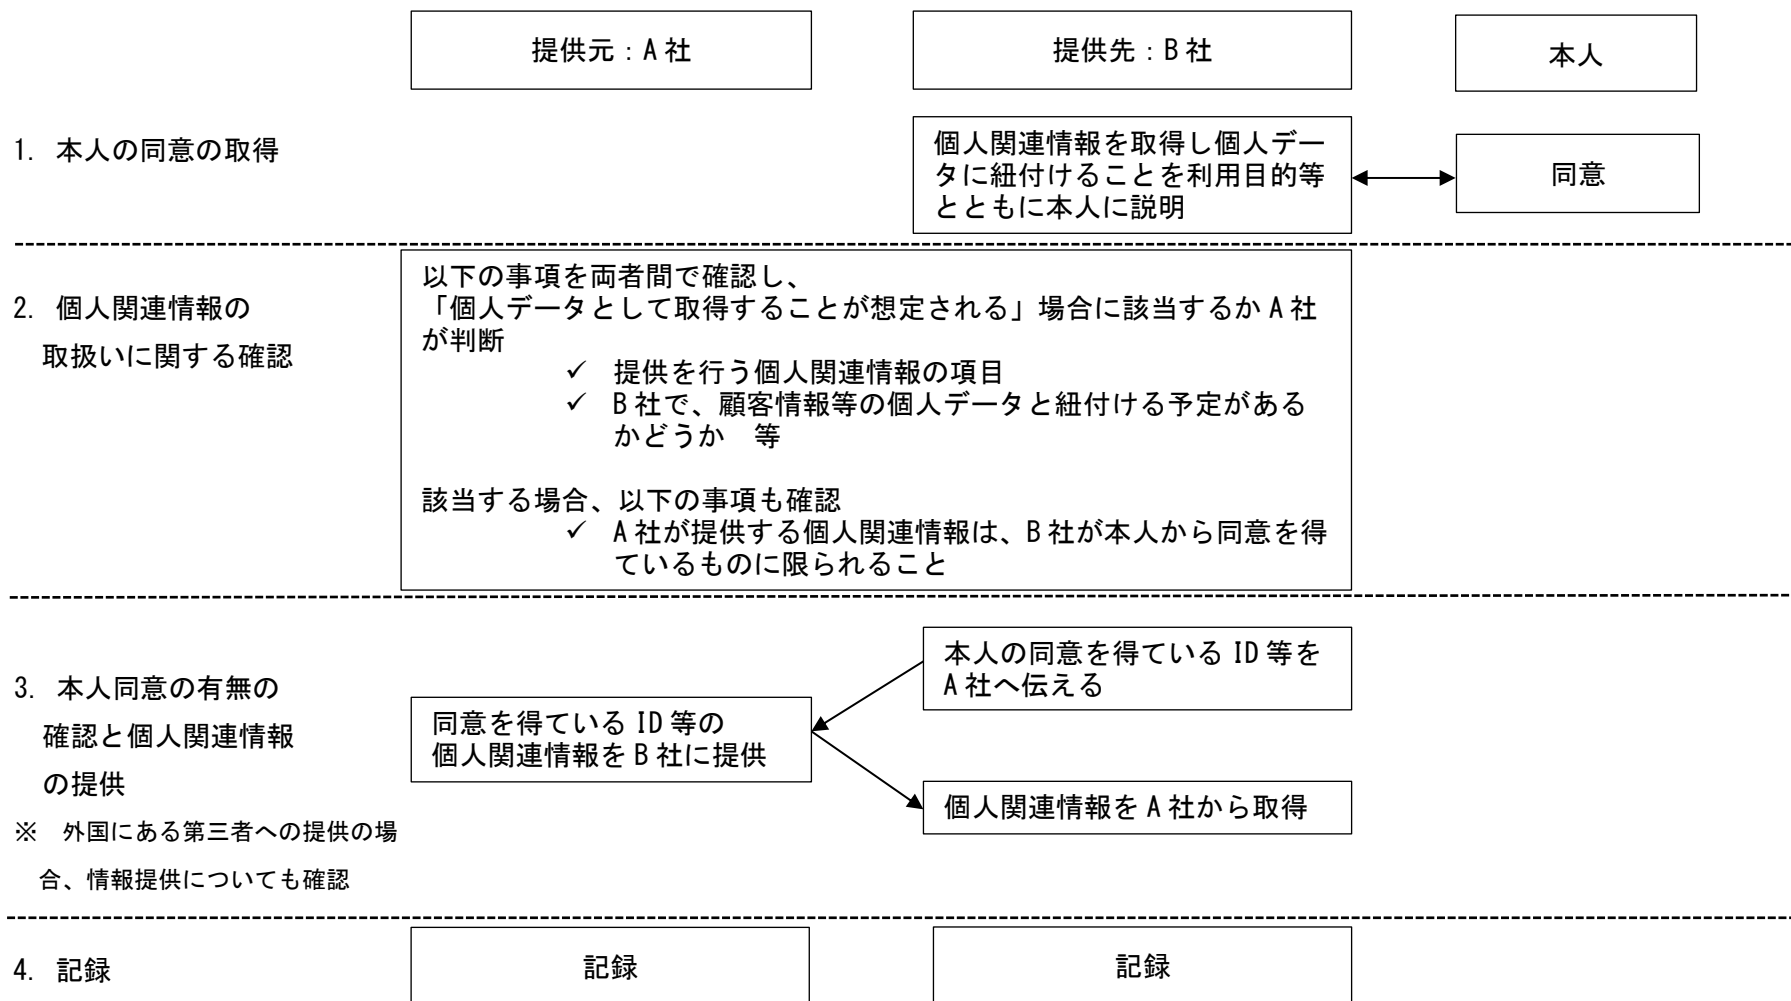 提供元：A社
提供先：B社
本人
1. 本人の同意の取得
個人関連情報を取得し個人デー
タに紐付けることを利用目的等
とともに本人に説明
同意
2. 個人関連情報の
取扱いに関する確認
以下の事項を両者間で確認し、
「個人データとして取得することが想定される」場合に該当するかA社
が判断
✓ 提供を行う個人関連情報の項目
✓ B社で、顧客情報等の個人データと紐付ける予定がある
かどうか　等
該当する場合、以下の事項も確認
✓ A社が提供する個人関連情報は、B社が本人から同意を得
ているものに限られること
3. 本人同意の有無の
確認と個人関連情報
の提供
※　外国にある第三者への提供の場
合、情報提供についても確認
本人の同意を得ているID等を
A社へ伝える
同意を得ているID等の
個人関連情報をB社に提供
個人関連情報をA社から取得
4. 記録
記録
記録